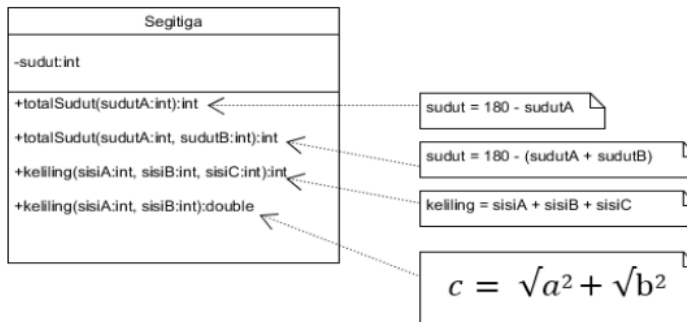 Segitiga
-sudut:int
+totalSudut(sudutA:int):int
+totalSudut(sudutA:int, sudutB:int):int
+keliling(sisiA:int, sisiB:int, sisiC:int):int
+keliling(sisiA:int, sisiB:int):double
sudut = 180 - sudutA
sudut = 180 - (sudutA + sudutB)
keliling = sisiA + sisiB + sisiC
c = √a² + √b²